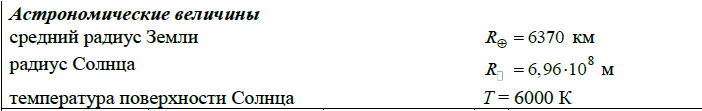 Астрономические величины
средний радиус Земли R⊕ = 6370 км
радиус Солнца R▯ = 6,96·10⁸ м
температура поверхности Солнца T = 6000 К